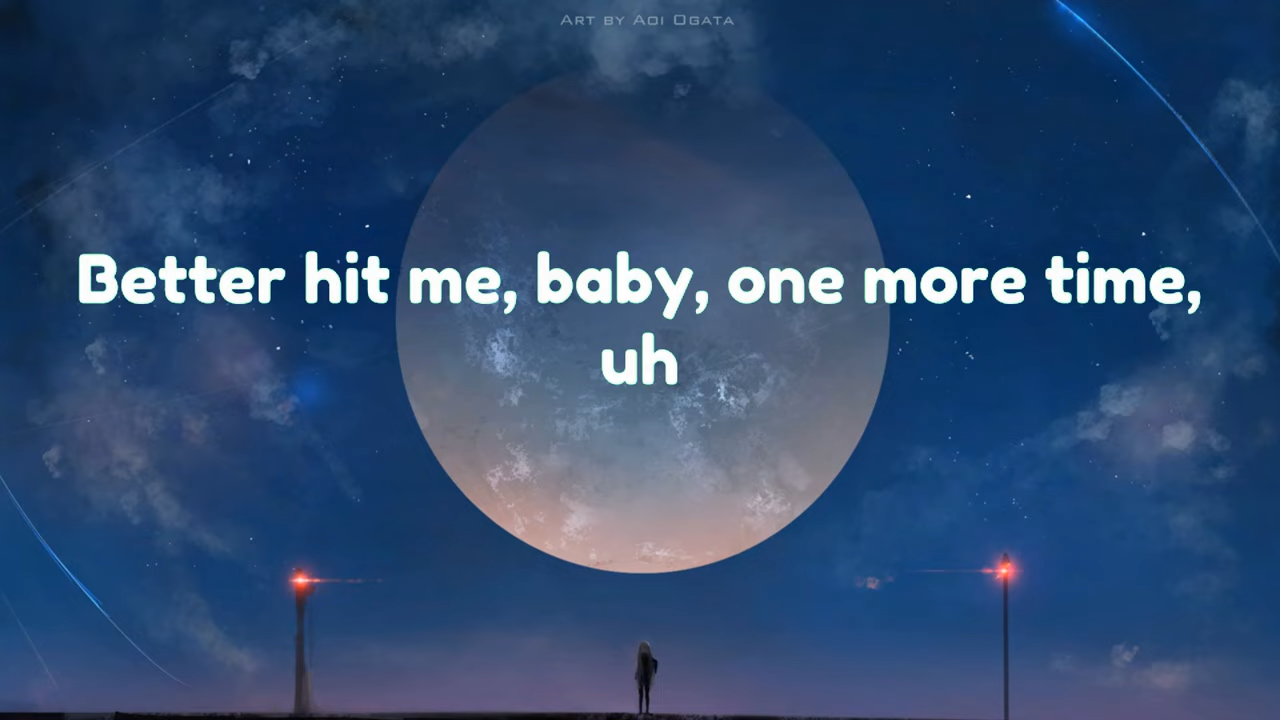 Art by Aoi Ogata
Better hit me, baby, one more time,
uh